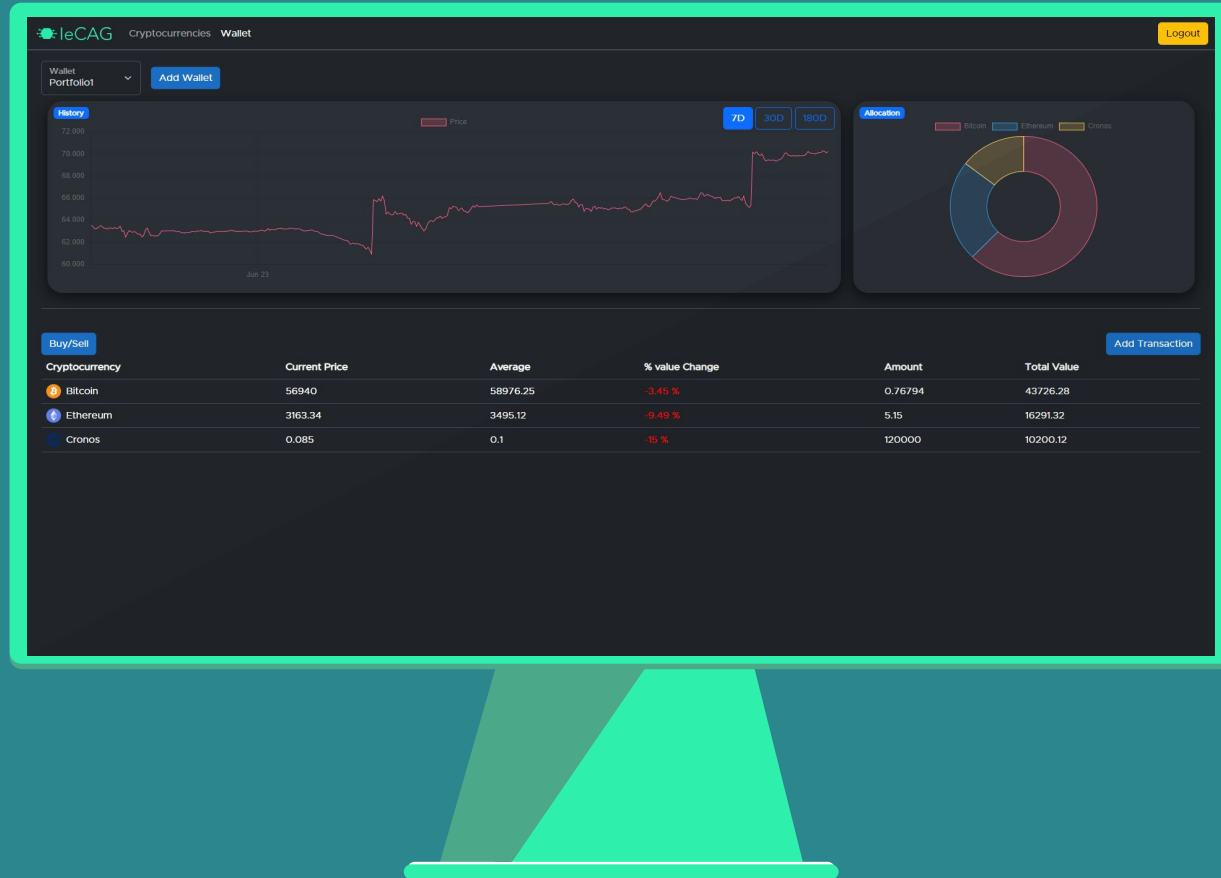 leCAG Cryptocurrencies Wallet Logout
Wallet
Portfolio1
Add Wallet
History
Price
7D 30D 180D
72.000
70.000
68.000
66.000
64.000
62.000
60.000
Jun 23
Allocation
Bitcoin Ethereum Cronos
Buy/Sell
Add Transaction
Cryptocurrency Current Price Average % value Change Amount Total Value
Bitcoin 56940 58976.25 -3.45 % 0.76794 43726.28
Ethereum 3163.34 3495.12 -9.49 % 5.15 16291.32
Cronos 0.085 0.1 -15 % 120000 10200.12